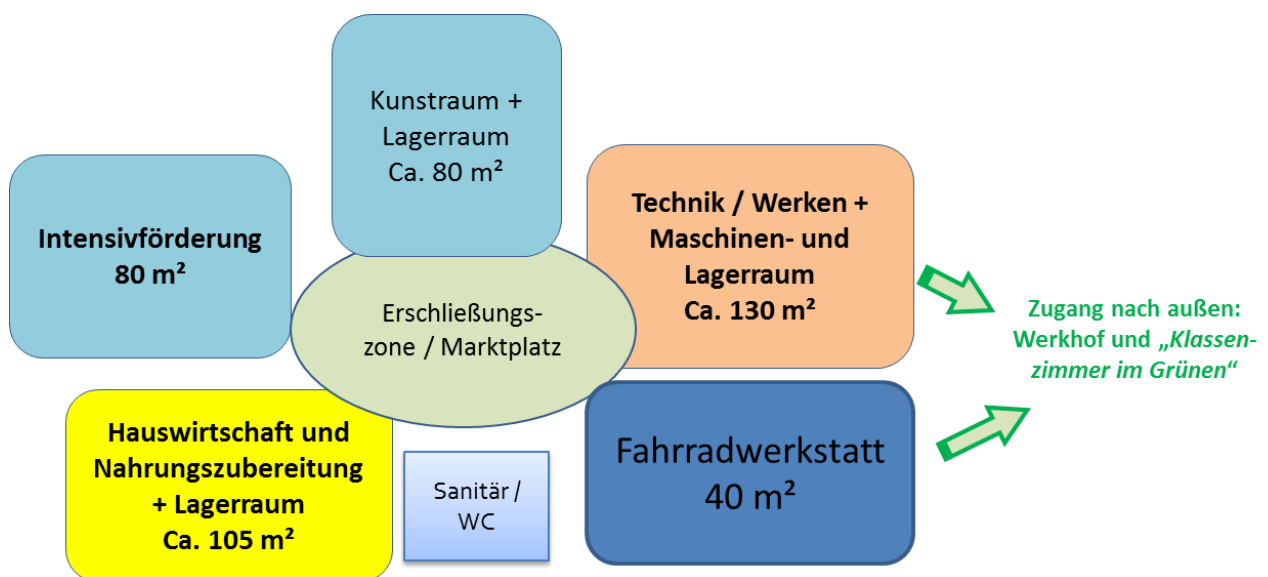 Kunstraum +
Lagerraum
Ca. 80 m²
Intensivförderung
80 m²
Technik / Werken +
Maschinen- und
Lagerraum
Ca. 130 m²
Erschließungs-
zone / Marktplatz
Zugang nach außen:
Werkhof und „Klassen-
zimmer im Grünen“
Hauswirtschaft und
Nahrungszubereitung
+ Lagerraum
Ca. 105 m²
Sanitär /
WC
Fahrradwerkstatt
40 m²